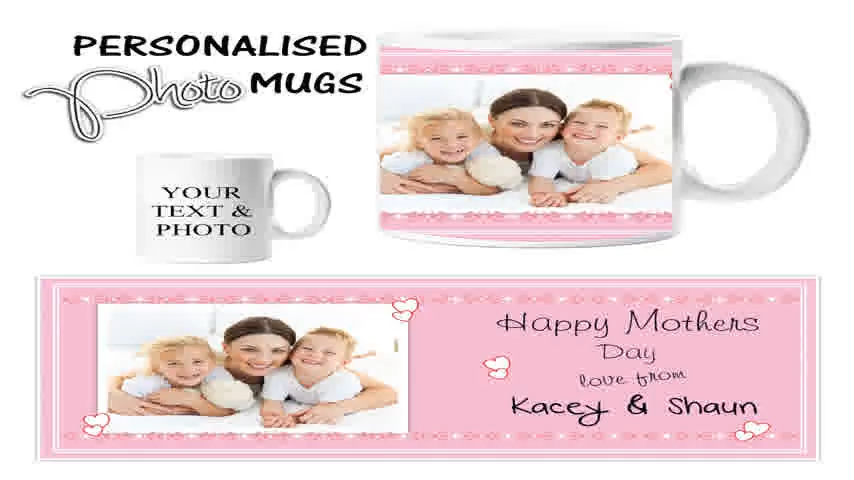 PERSONALISED
Photo MUGS
YOUR
TEXT &
PHOTO
Happy Mothers
Day
love from
Kacey & Shaun